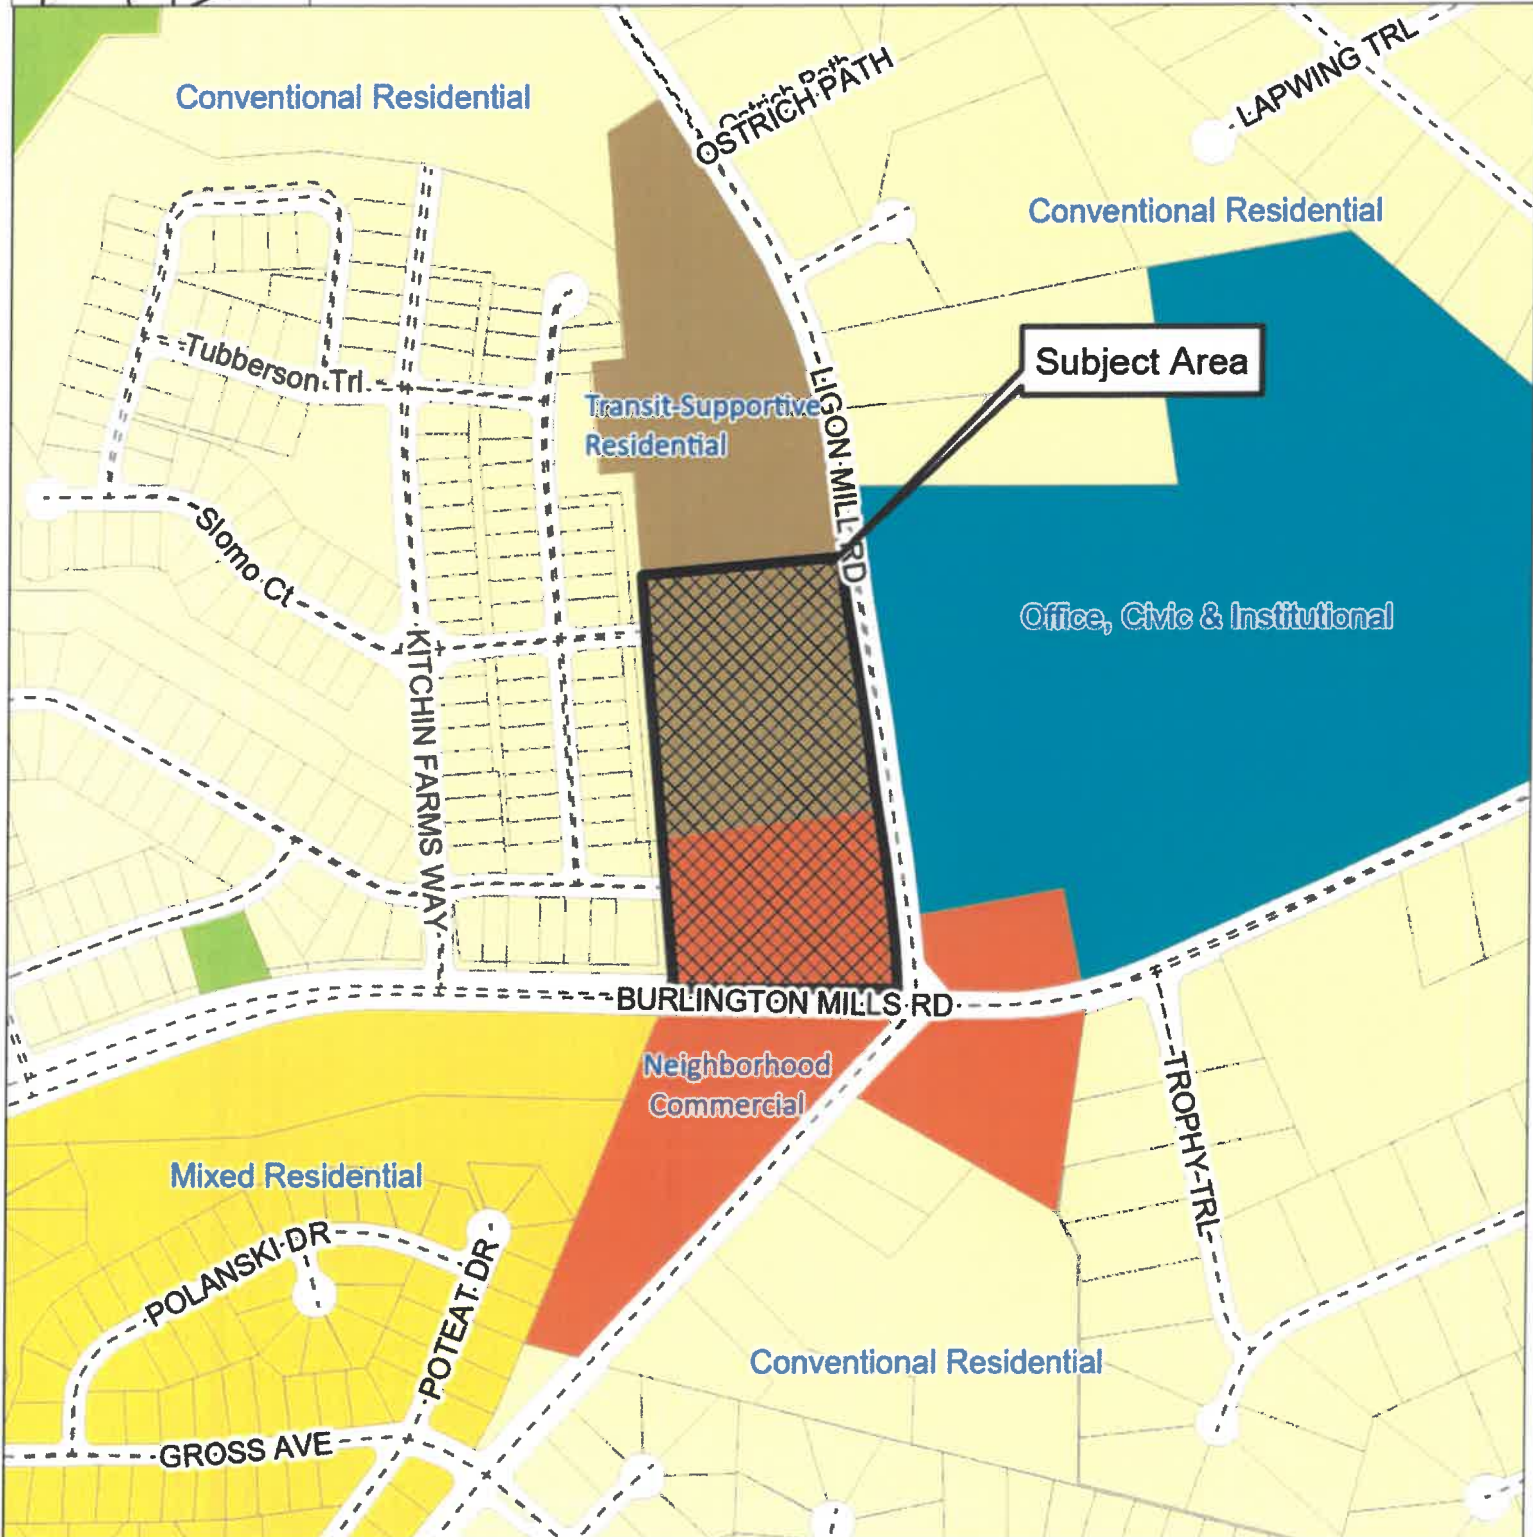 Conventional Residential
Ostrich Path
OSTRICH PATH
LAPWING TRL
Conventional Residential
Subject Area
Tubberson Trl
Transit-Supportive
Residential
LIGON MILL RD
Slomo Ct
Office, Civic & Institutional
KITCHIN FARMS WAY
BURLINGTON MILLS RD
Neighborhood
Commercial
TROPHY TRL
Mixed Residential
POLANSKI DR
POTEAT DR
Conventional Residential
GROSS AVE